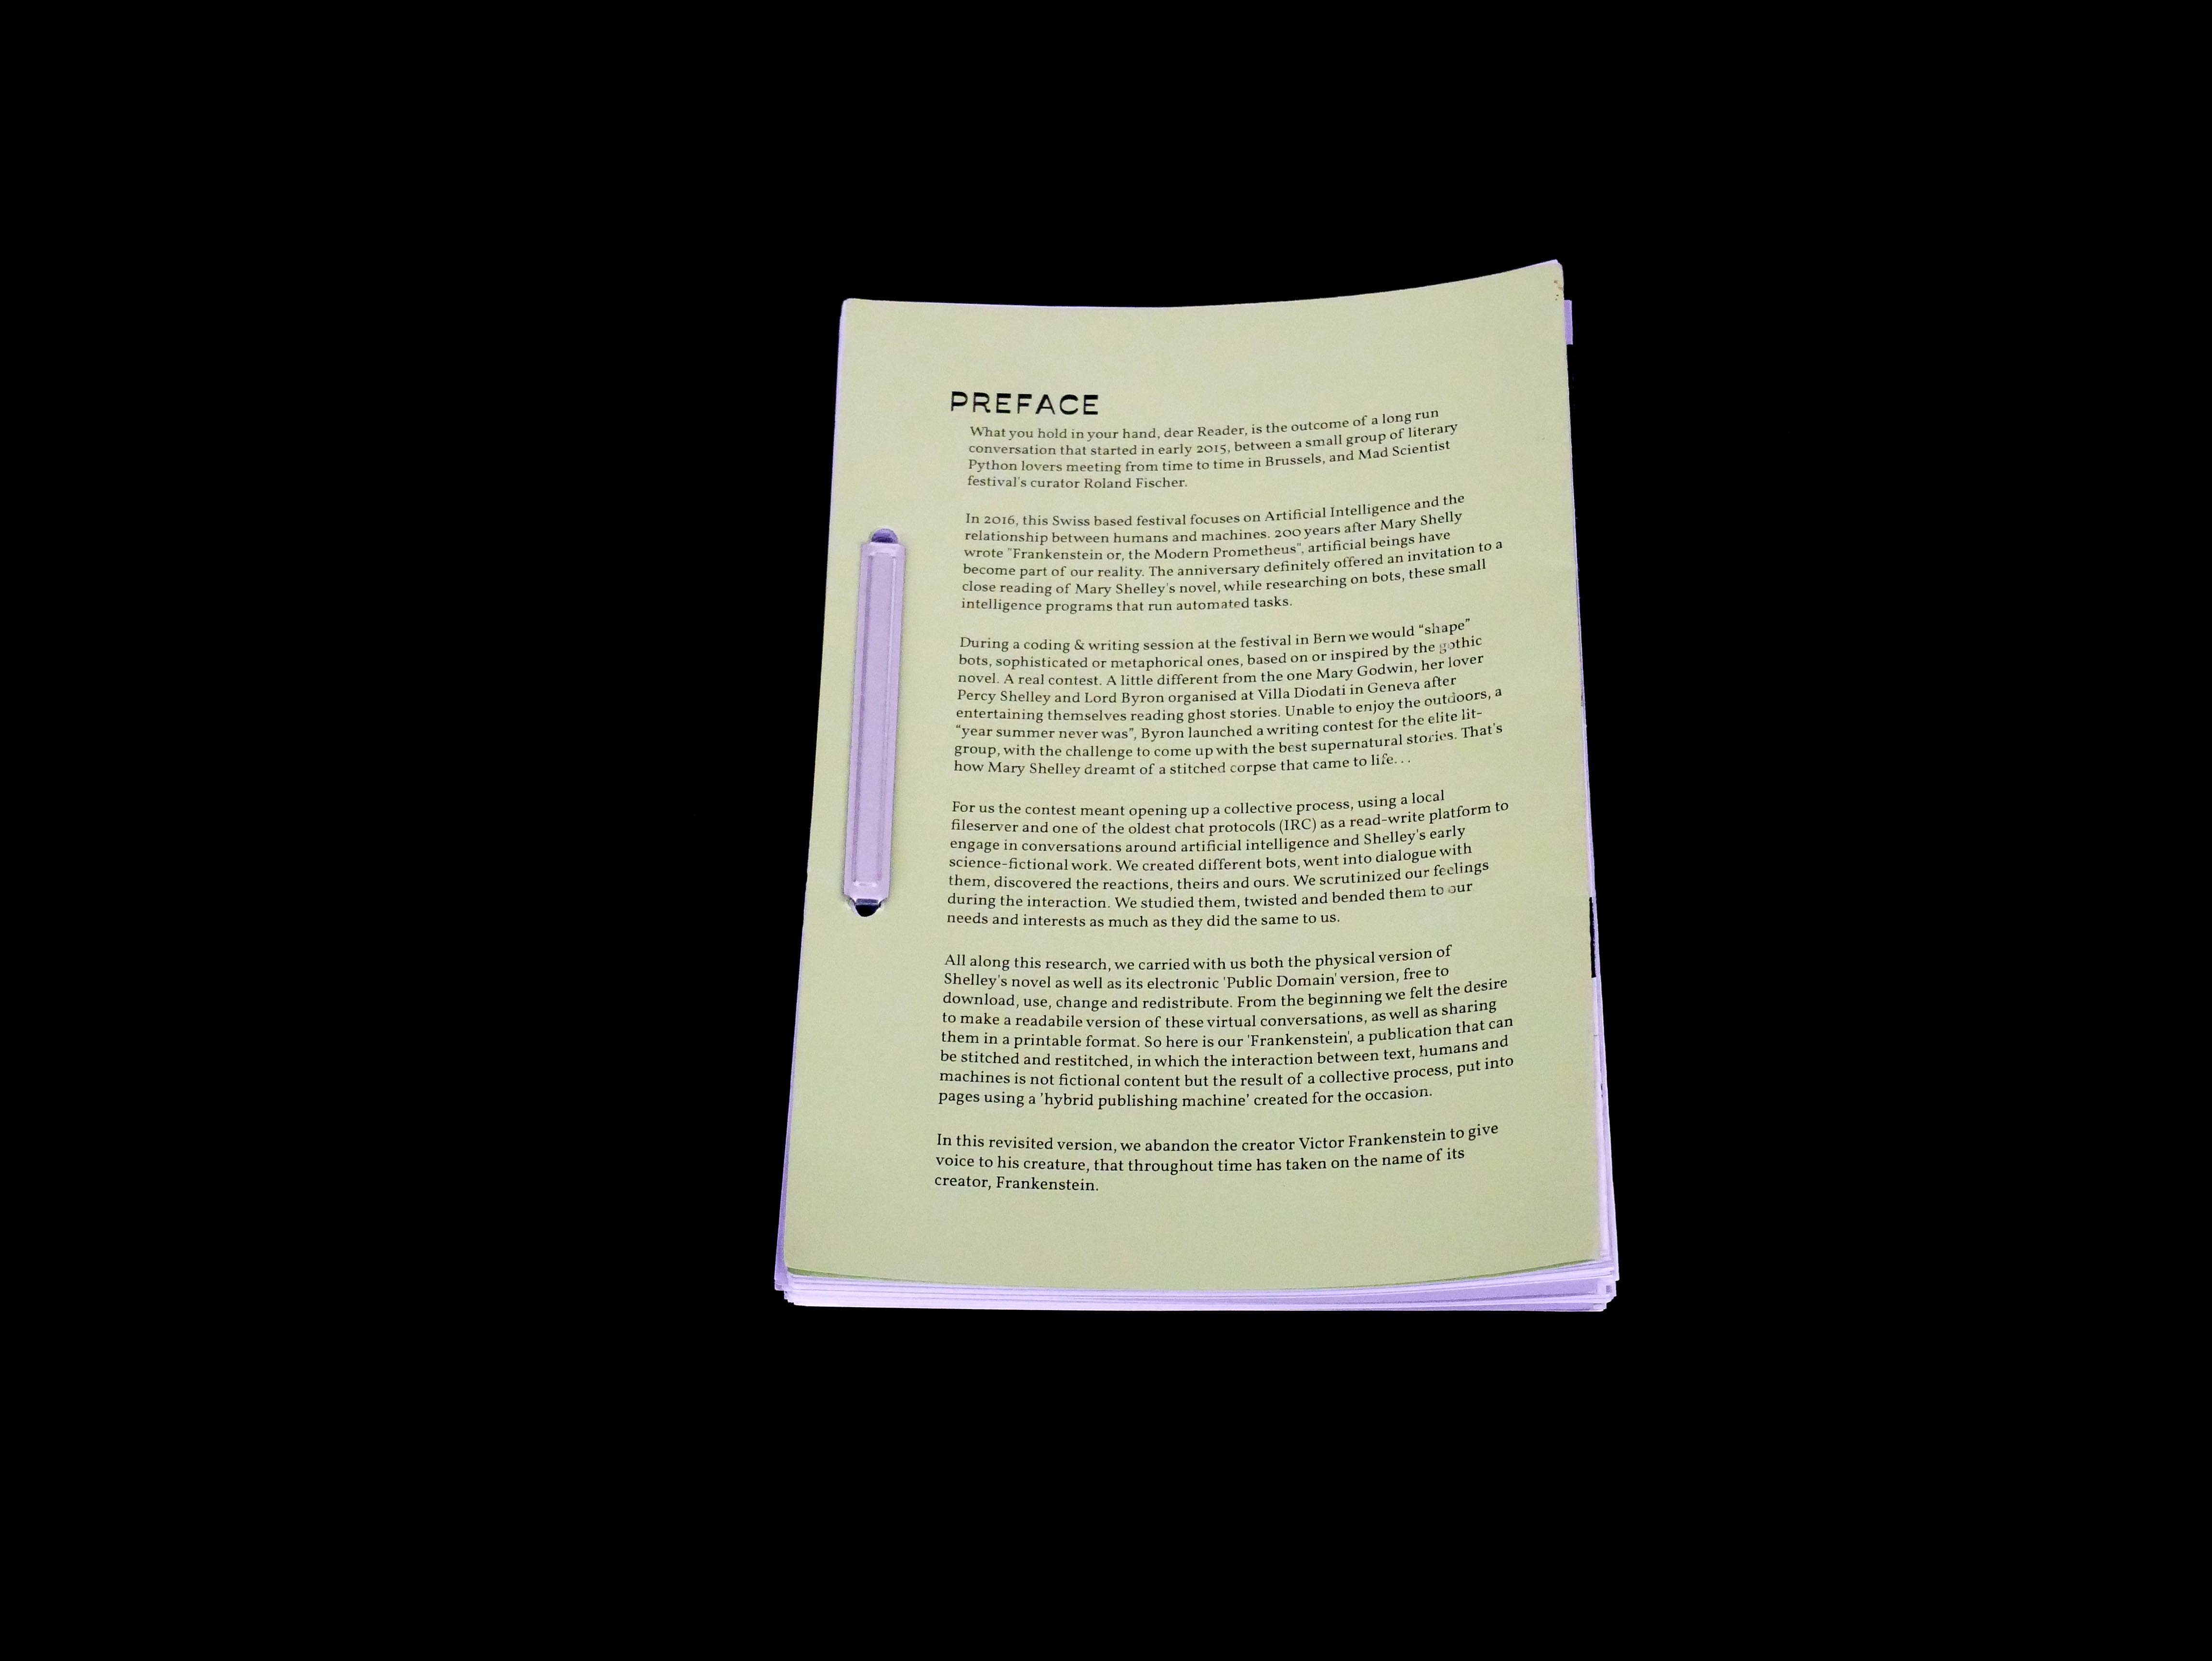 PREFACE
What you hold in your hand, dear Reader, is the outcome of a long run
conversation that started in early 2015, between a small group of literary
Python lovers meeting from time to time in Brussels, and Mad Scientist
festival's curator Roland Fischer.
In 2016, this Swiss based festival focuses on Artificial Intelligence and the
relationship between humans and machines. 200 years after Mary Shelly
wrote "Frankenstein or, the Modern Prometheus", artificial beings have
become part of our reality. The anniversary definitely offered an invitation to a
close reading of Mary Shelley's novel, while researching on bots, these small
intelligence programs that run automated tasks.
During a coding & writing session at the festival in Bern we would “shape”
bots, sophisticated or metaphorical ones, based on or inspired by the gothic
novel. A real contest. A little different from the one Mary Godwin, her lover
Percy Shelley and Lord Byron organised at Villa Diodati in Geneva after
entertaining themselves reading ghost stories. Unable to enjoy the outdoors, a
“year summer never was”, Byron launched a writing contest for the elite lit-
group, with the challenge to come up with the best supernatural stories. That's
how Mary Shelley dreamt of a stitched corpse that came to life...
For us the contest meant opening up a collective process, using a local
fileserver and one of the oldest chat protocols (IRC) as a read-write platform to
engage in conversations around artificial intelligence and Shelley's early
science-fictional work. We created different bots, went into dialogue with
them, discovered the reactions, theirs and ours. We scrutinized our feelings
during the interaction. We studied them, twisted and bended them to our
needs and interests as much as they did the same to us.
All along this research, we carried with us both the physical version of
Shelley's novel as well as its electronic 'Public Domain' version, free to
download, use, change and redistribute. From the beginning we felt the desire
to make a readabile version of these virtual conversations, as well as sharing
them in a printable format. So here is our 'Frankenstein', a publication that can
be stitched and restitched, in which the interaction between text, humans and
machines is not fictional content but the result of a collective process, put into
pages using a 'hybrid publishing machine' created for the occasion.
In this revisited version, we abandon the creator Victor Frankenstein to give
voice to his creature, that throughout time has taken on the name of its
creator, Frankenstein.